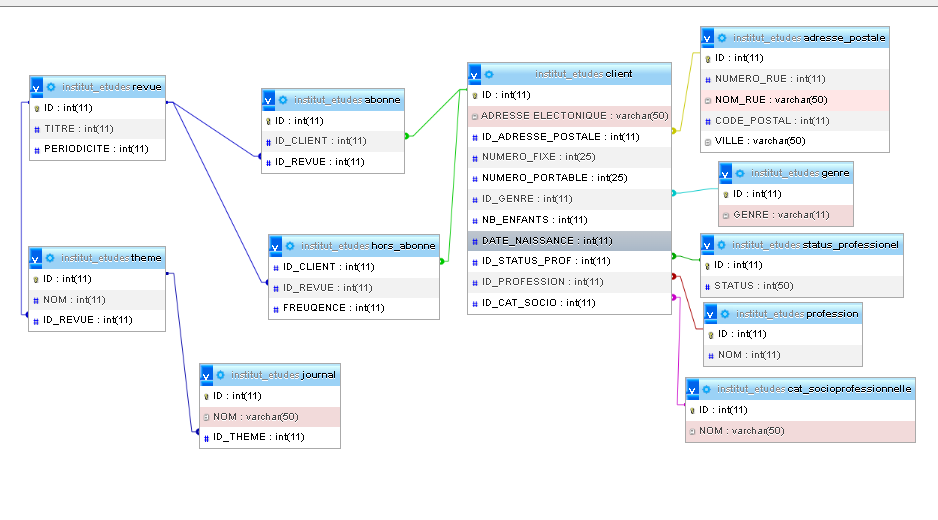 institut_etudes revue
ID : int(11)
TITRE : int(11)
PERIODICITE : int(11)
institut_etudes abonne
ID : int(11)
ID_CLIENT : int(11)
ID_REVUE : int(11)
institut_etudes client
ID : int(11)
ADRESSE ELECTONIQUE : varchar(50)
ID_ADRESSE_POSTALE : int(11)
NUMERO_FIXE : int(25)
NUMERO_PORTABLE : int(25)
ID_GENRE : int(11)
NB_ENFANTS : int(11)
DATE_NAISSANCE : int(11)
ID_STATUS_PROF : int(11)
ID_PROFESSION : int(11)
ID_CAT_SOCIO : int(11)
institut_etudes adresse_postale
ID : int(11)
NUMERO_RUE : int(11)
NOM_RUE : varchar(50)
CODE_POSTAL : int(11)
VILLE : varchar(50)
institut_etudes genre
ID : int(11)
GENRE : varchar(11)
institut_etudes status_professionel
ID : int(11)
STATUS : int(50)
institut_etudes profession
ID : int(11)
NOM : int(11)
institut_etudes cat_socioprofessionnelle
ID : int(11)
NOM : varchar(50)
institut_etudes hors_abonne
ID_CLIENT : int(11)
ID_REVUE : int(11)
FREUQENCE : int(11)
institut_etudes theme
ID : int(11)
NOM : int(11)
ID_REVUE : int(11)
institut_etudes journal
ID : int(11)
NOM : varchar(50)
ID_THEME : int(11)